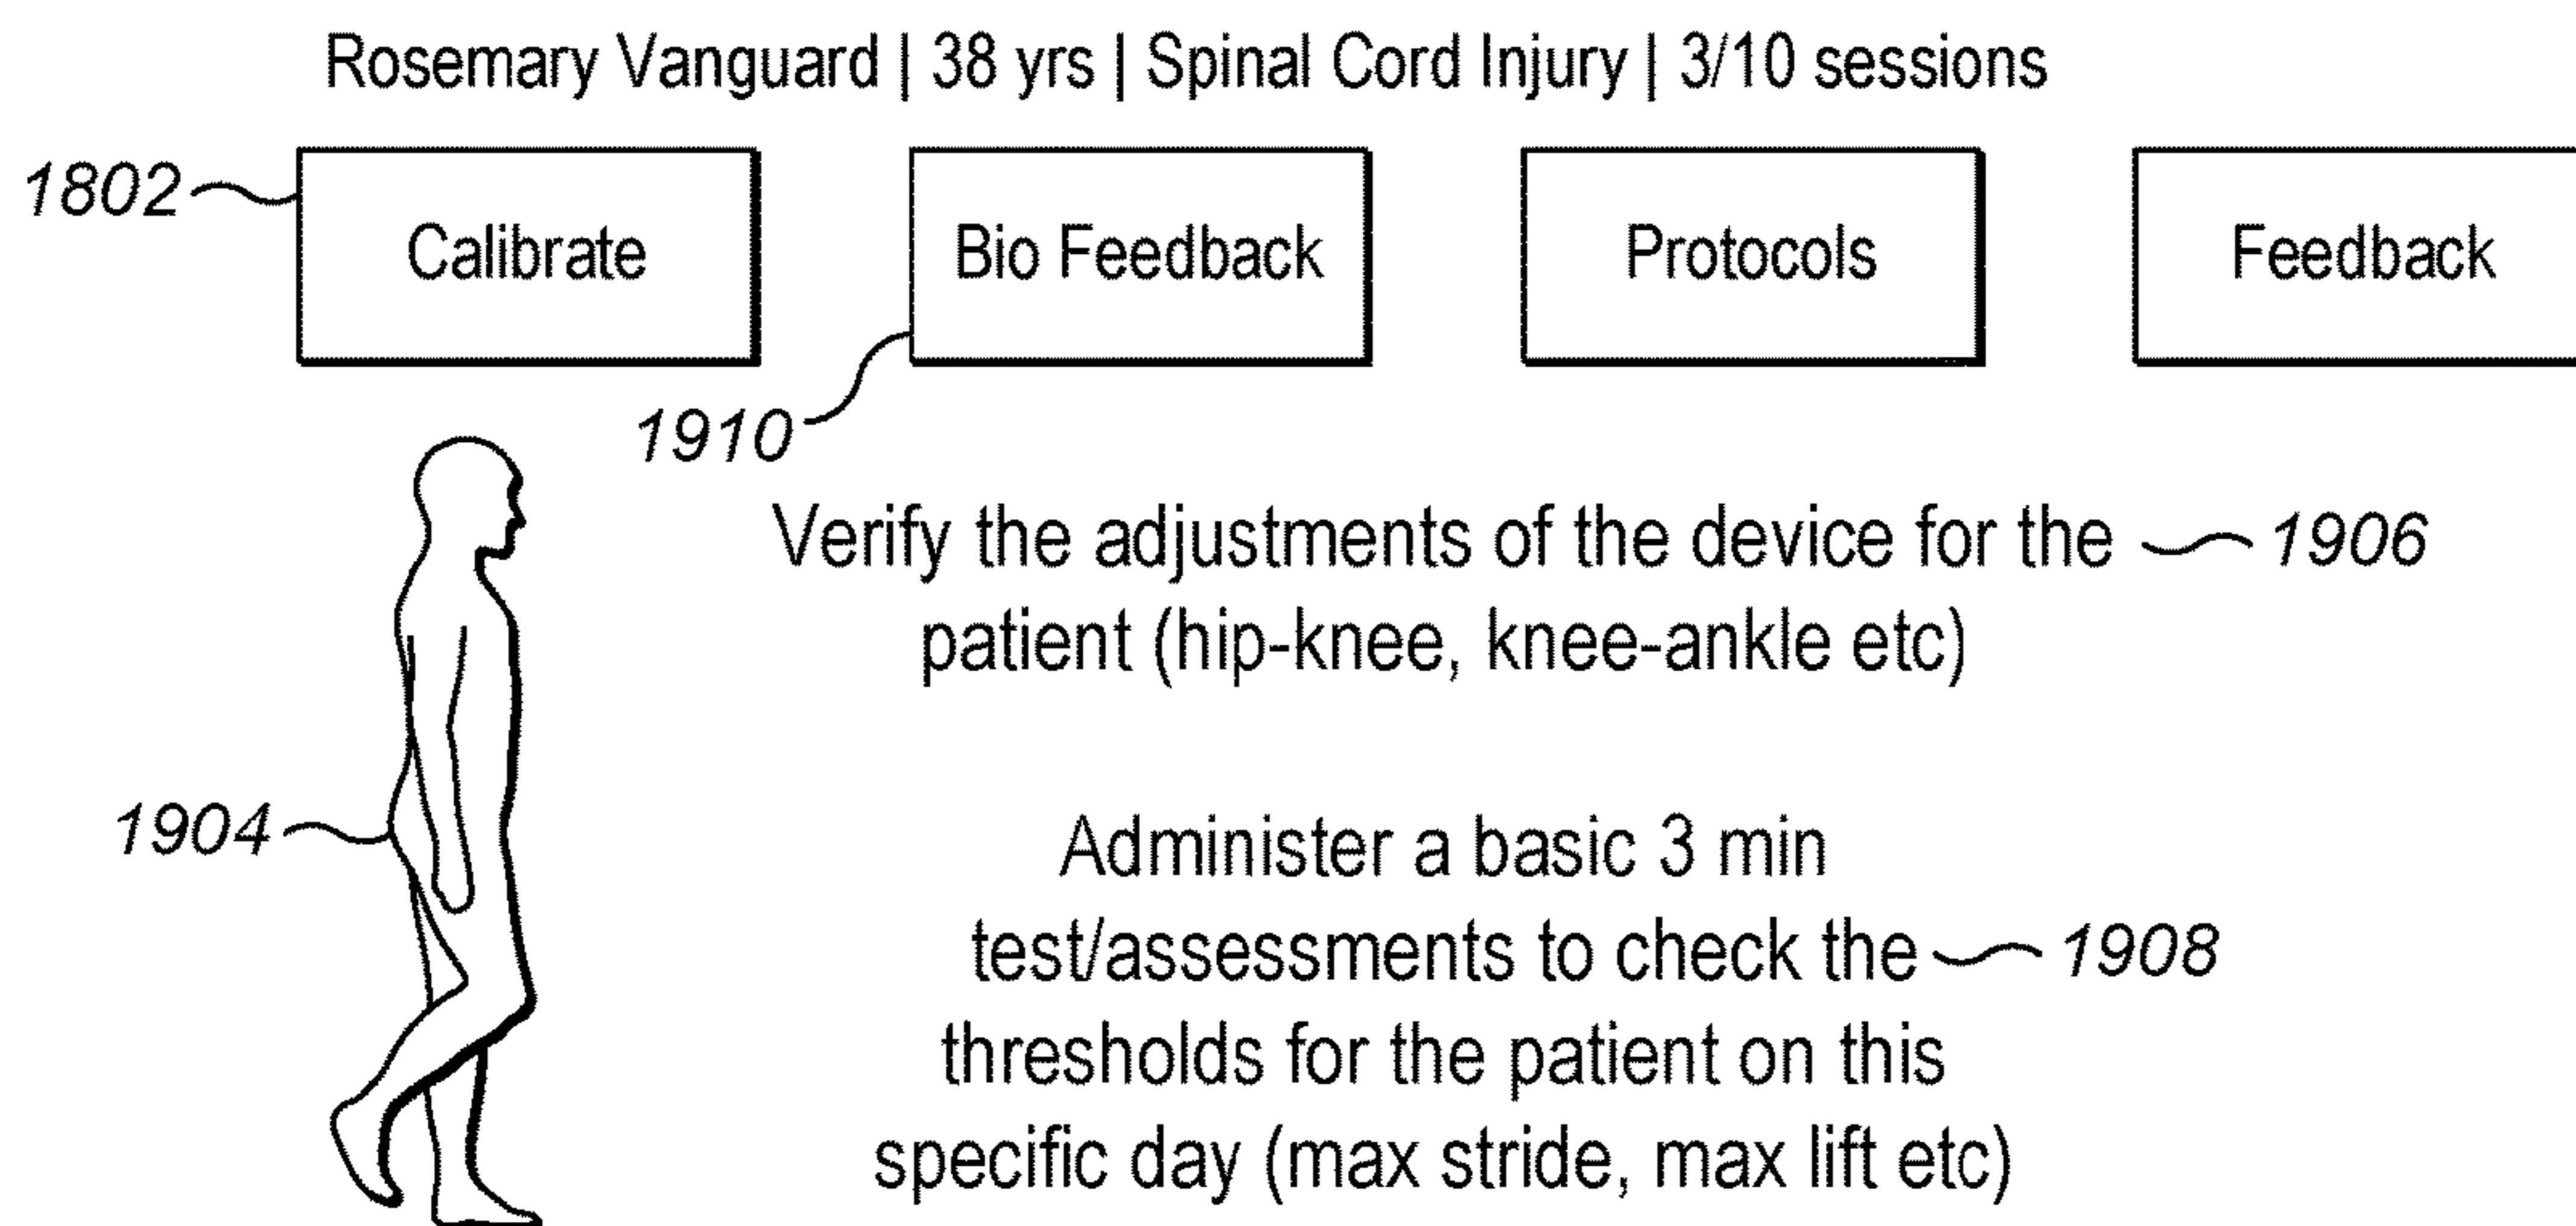 Rosemary Vanguard | 38 yrs | Spinal Cord Injury | 3/10 sessions
1802
Calibrate
Bio Feedback
Protocols
Feedback
1910
Verify the adjustments of the device for the
1906
patient (hip-knee, knee-ankle etc)
1904
Administer a basic 3 min
test/assessments to check the
1908
thresholds for the patient on this
specific day (max stride, max lift etc)